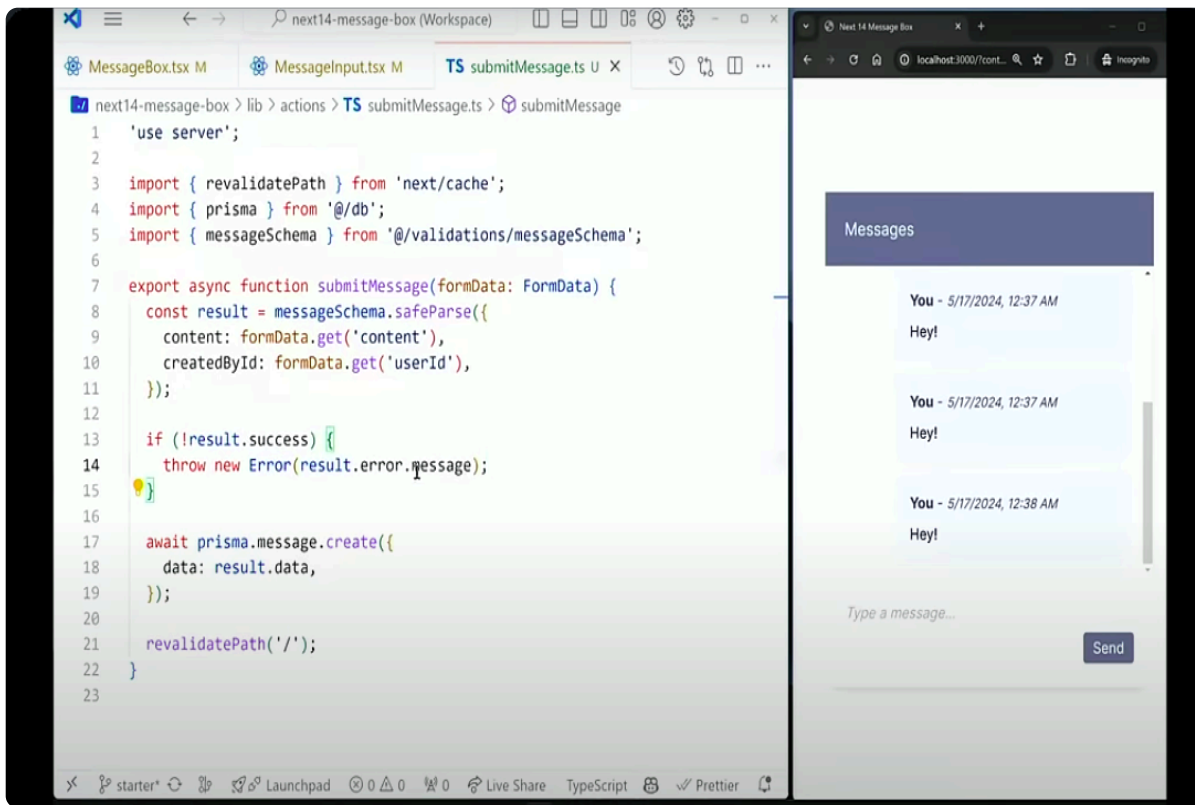 next14-message-box (Workspace)
MessageBox.tsx M
MessageInput.tsx M
TS submitMessage.ts U
next14-message-box > lib > actions > TS submitMessage.ts > submitMessage
1 'use server';
2
3 import { revalidatePath } from 'next/cache';
4 import { prisma } from '@/db';
5 import { messageSchema } from '@/validations/messageSchema';
6
7 export async function submitMessage(formData: FormData) {
8 const result = messageSchema.safeParse({
9 content: formData.get('content'),
10 createdById: formData.get('userId'),
11 });
12
13 if (!result.success) {
14 throw new Error(result.error.message);
15 }
16
17 await prisma.message.create({
18 data: result.data,
19 });
20
21 revalidatePath('/');
22 }
23
starter* Launchpad 0 0 0 Live Share TypeScript Prettier
Next 14 Message Box
localhost:3000/?cont... Incognito
Messages
You - 5/17/2024, 12:37 AM
Hey!
You - 5/17/2024, 12:37 AM
Hey!
You - 5/17/2024, 12:38 AM
Hey!
Type a message...
Send